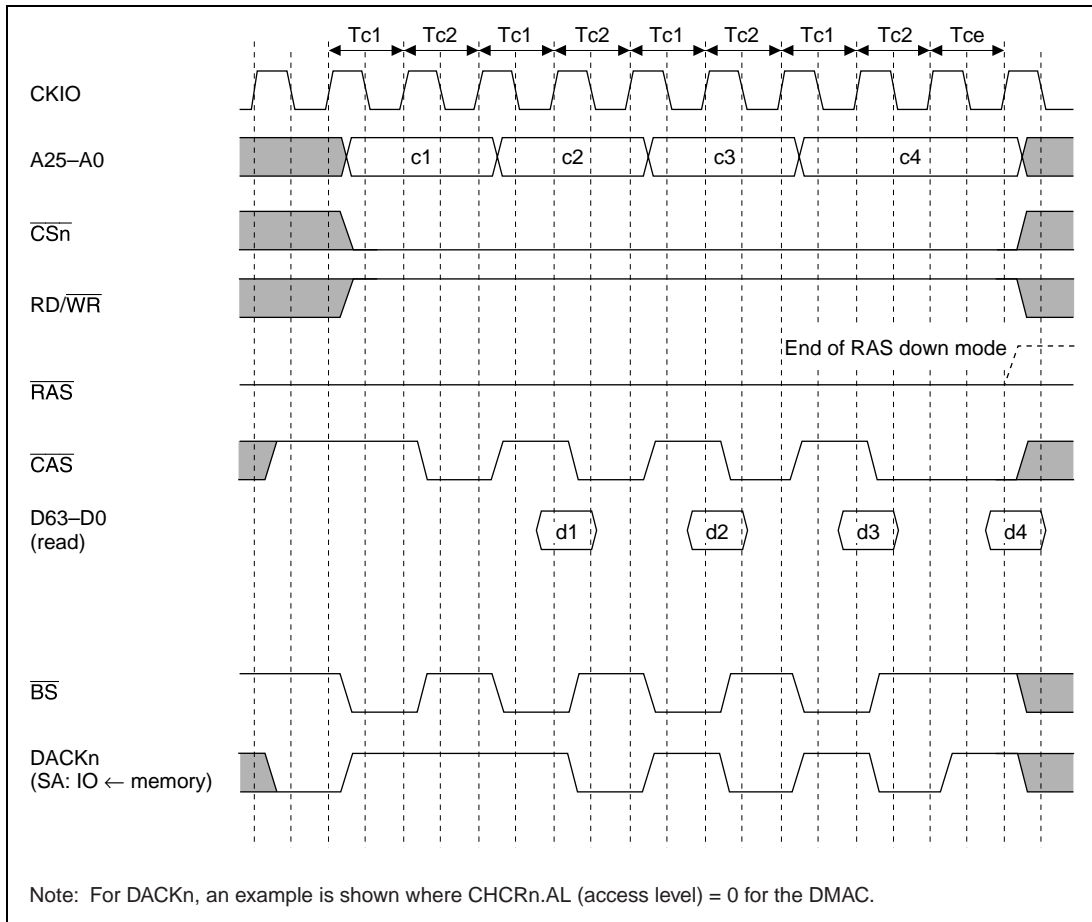 Tc1 Tc2 Tc1 Tc2 Tc1 Tc2 Tc1 Tc2 Tce
CKIO
A25–A0
c1 c2 c3 c4
CSn
RD/WR
End of RAS down mode
RAS
CAS
D63–D0
(read)
d1 d2 d3 d4
BS
DACKn
(SA: IO ← memory)
Note: For DACKn, an example is shown where CHCRn.AL (access level) = 0 for the DMAC.